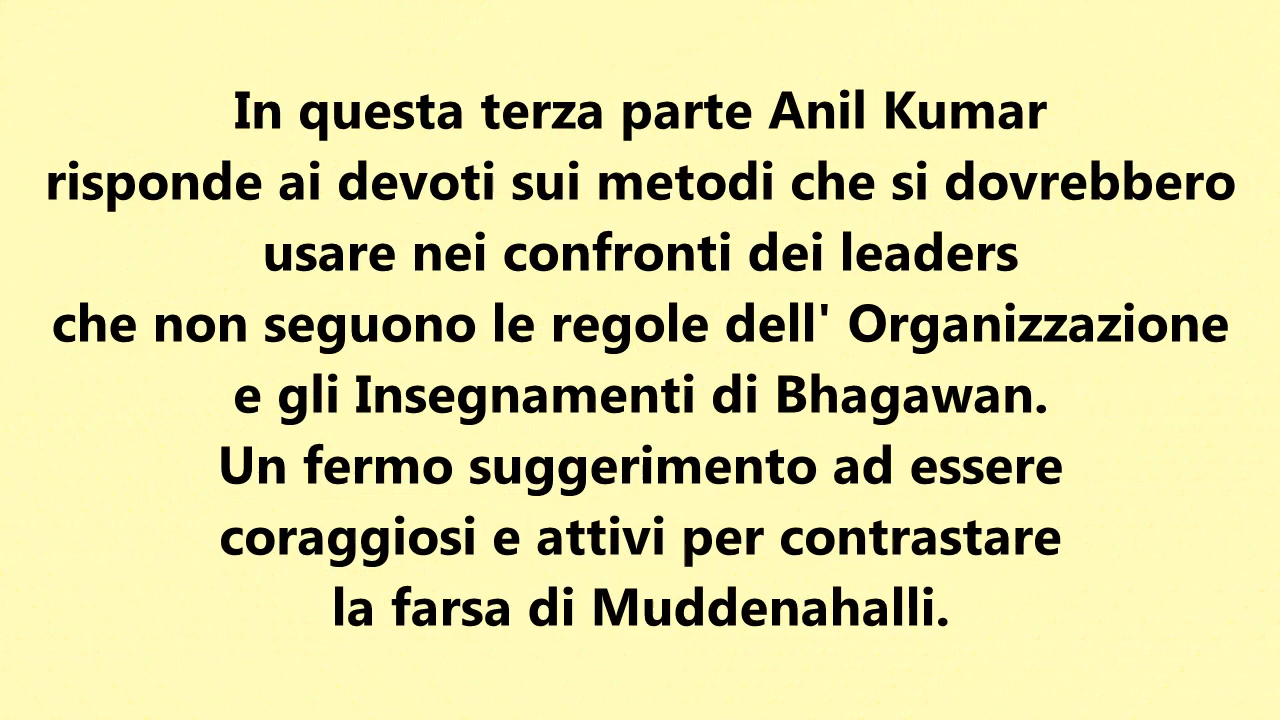 In questa terza parte Anil Kumar
risponde ai devoti sui metodi che si dovrebbero
usare nei confronti dei leaders
che non seguono le regole dell' Organizzazione
e gli Insegnamenti di Bhagawan.
Un fermo suggerimento ad essere
coraggiosi e attivi per contrastare
la farsa di Muddenahalli.